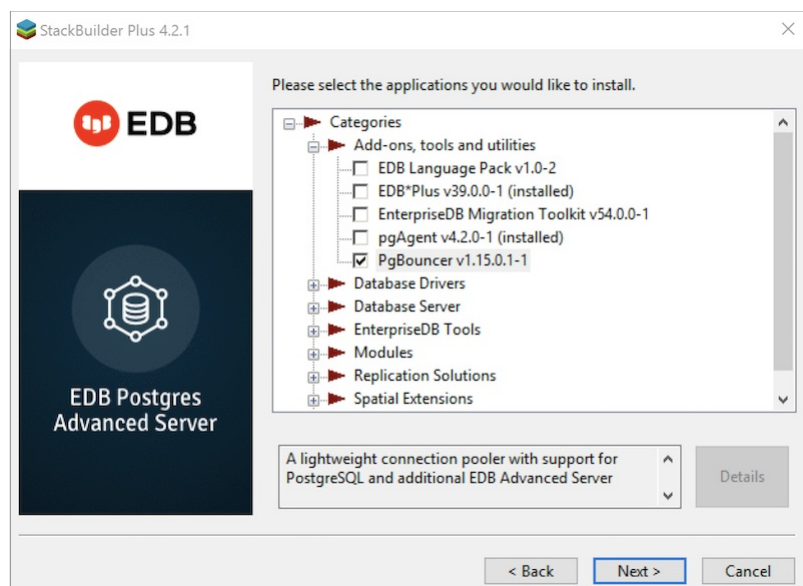 StackBuilder Plus 4.2.1
EDB
EDB Postgres
Advanced Server
Please select the applications you would like to install.
Categories
Add-ons, tools and utilities
EDB Language Pack v1.0-2
EDB*Plus v39.0.0-1 (installed)
EnterpriseDB Migration Toolkit v54.0.0-1
pgAgent v4.2.0-1 (installed)
PgBouncer v1.15.0.1-1
Database Drivers
Database Server
EnterpriseDB Tools
Modules
Replication Solutions
Spatial Extensions
A lightweight connection pooler with support for
PostgreSQL and additional EDB Advanced Server
Details
< Back
Next >
Cancel